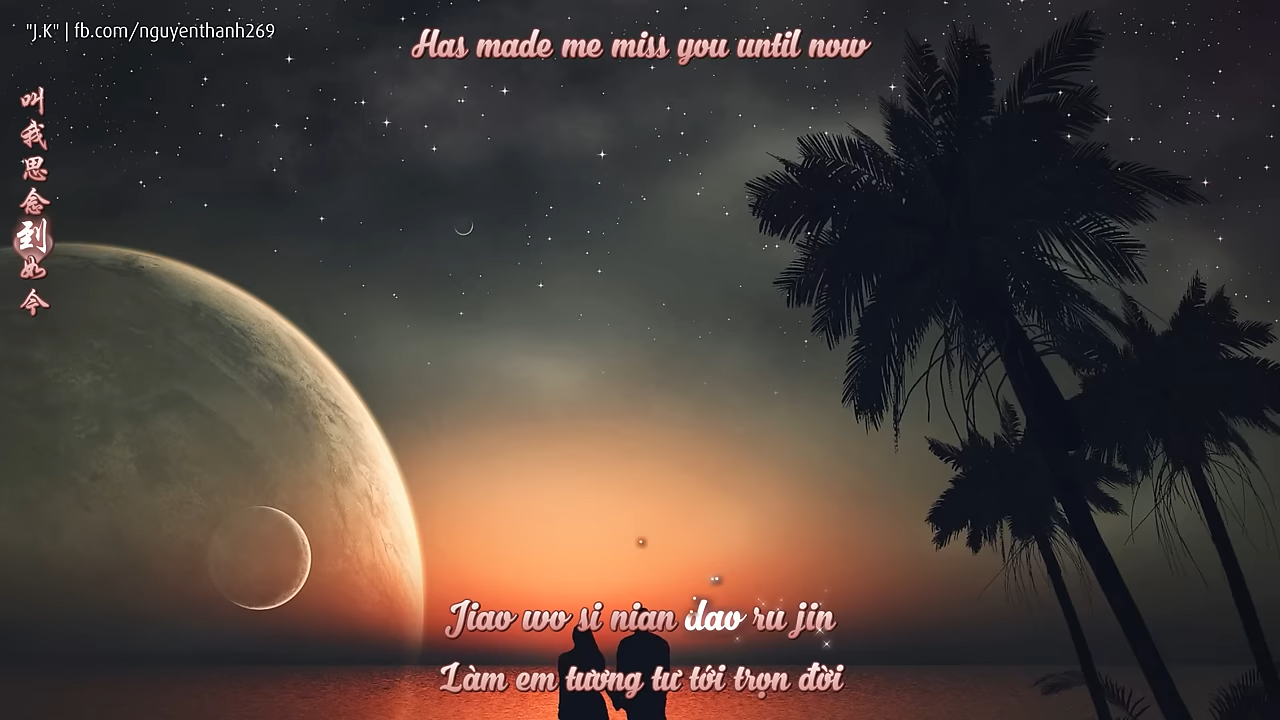 "J.K" | fb.com/nguyenthanh269
Has made me miss you until now
叫我思念到如今
Jiao wo si nian dao ru jin
Làm em tương tư tới trọn đời